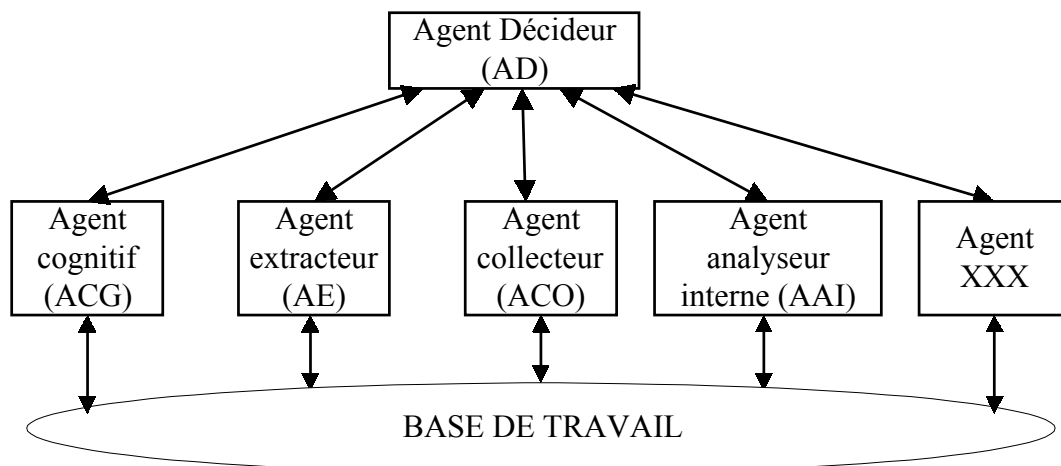 Agent Décideur
(AD)
Agent
cognitif
(ACG)
Agent
extracteur
(AE)
Agent
collecteur
(ACO)
Agent
analyseur
interne (AAI)
Agent
XXX
BASE DE TRAVAIL